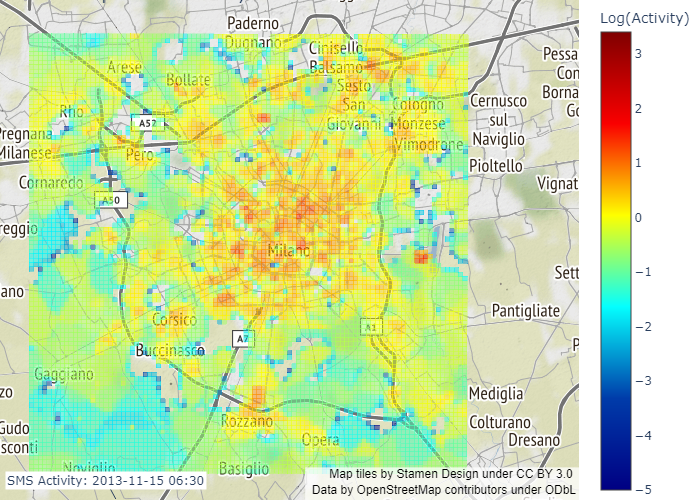 Paderno
Dugnano
Cinisello
Balsamo
Arese
Bollate
Sesto
San
Giovanni
Pessa
Con
Borna
Go
Rho
A57
Cologno
Monzese
Cernusco
sul
Naviglio
Pregnana
Milanese
Pero
Vimodrone
Pioltello
Cornaredo
Vignat
A50
reggio
Milano
Sett
ano
Pantigliate
Corsico
A1
A7
Buccinasco
P
Gaggiano
zo
Mediglia
Rozzano
Colturano
Gudo
sconti
Opera
Dresano
Noviglio
Basiglio
SMS Activity: 2013-11-15 06:30
Map tiles by Stamen Design under CC BY 3.0
Data by OpenStreetMap contributors under ODbL
Log(Activity)
3
2
1
0
−1
−2
−3
−4
−5